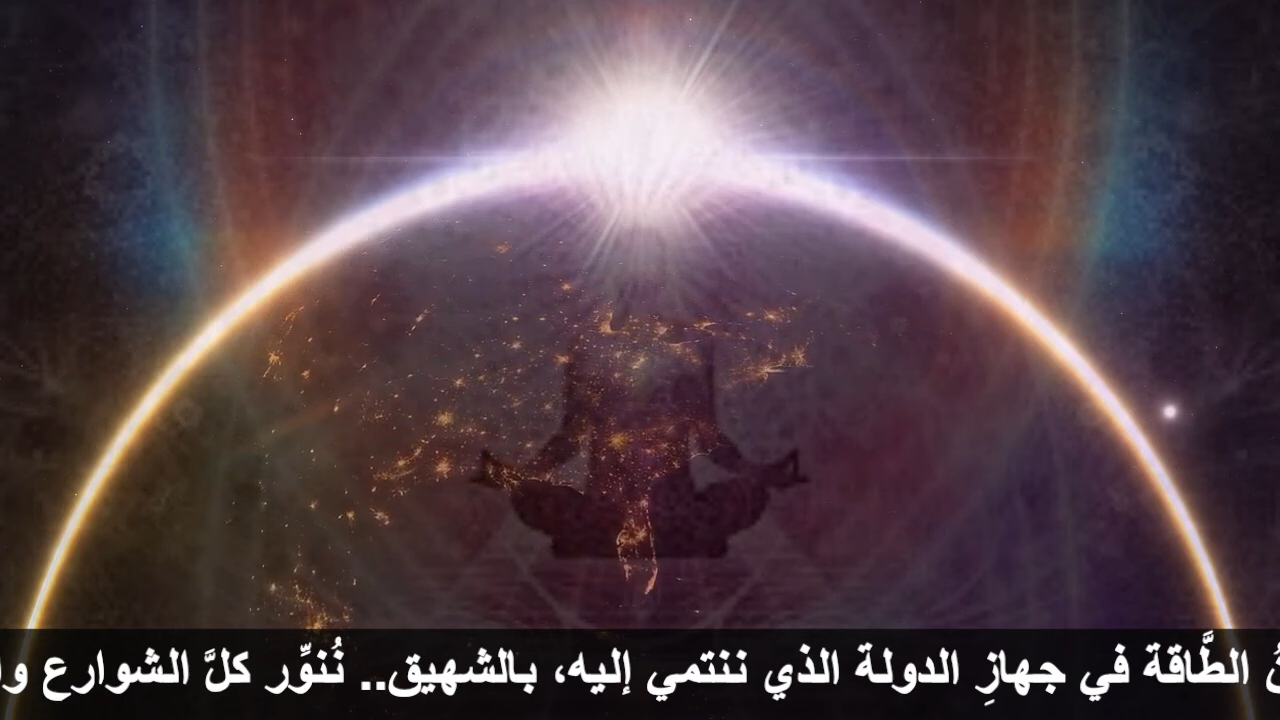 الطَّاقة في جهازِ الدولة الذي ننتمي إليه، بالشهيق.. نُنوِّر كلَّ الشوارع